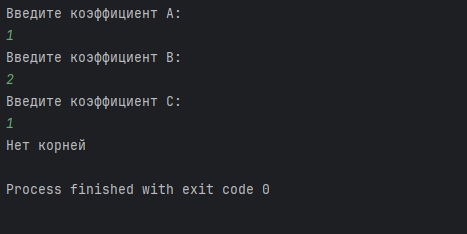 Введите коэффициент A:
1
Введите коэффициент B:
2
Введите коэффициент C:
1
Нет корней
Process finished with exit code 0